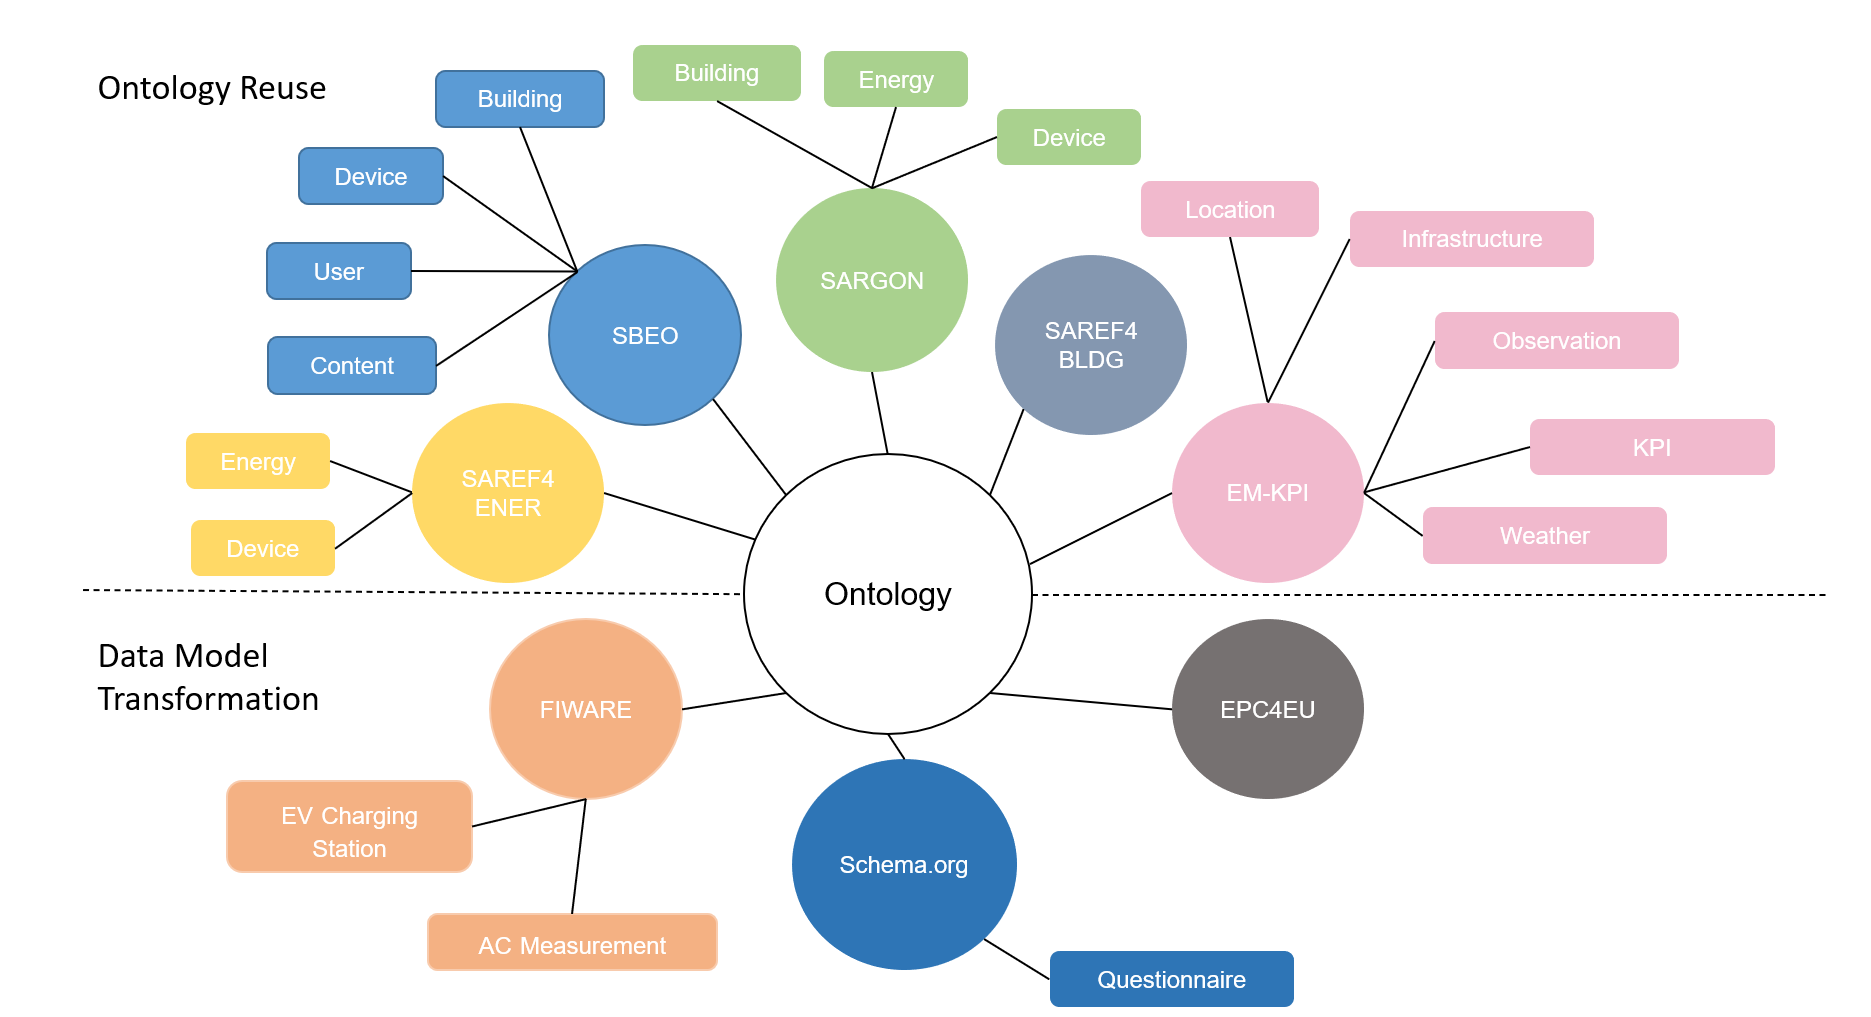 Ontology Reuse
Building
Device
User
Content
SBEO
Building
Energy
Device
SARGON
SAREF4
BLDG
Location
Infrastructure
Observation
KPI
Weather
EM-KPI
Energy
Device
SAREF4
ENER
Ontology
Data Model
Transformation
FIWARE
EV Charging
Station
AC Measurement
Schema.org
Questionnaire
EPC4EU